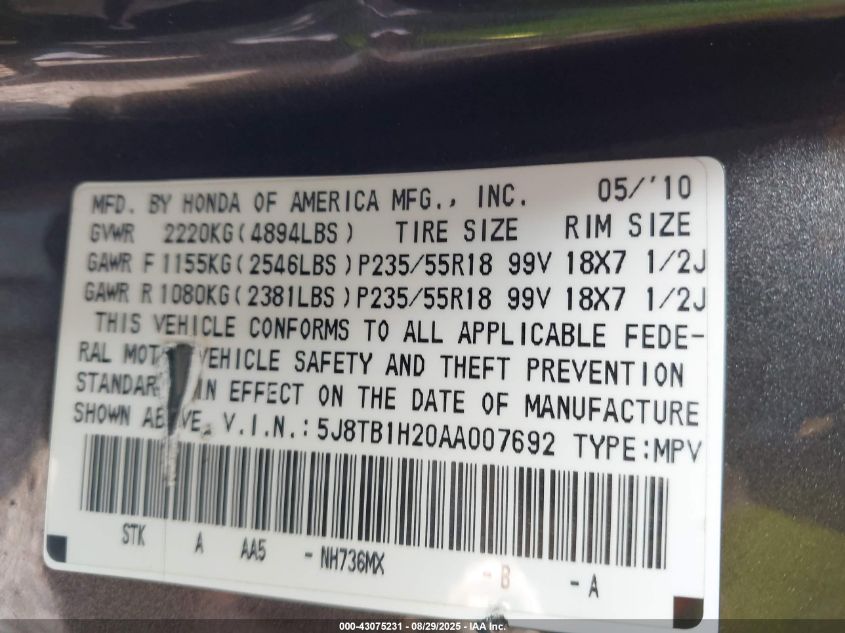 MFD. BY HONDA OF AMERICA MFG., INC. 05/'10
GVWR 2220KG(4894LBS) TIRE SIZE RIM SIZE
GAWR F 1155KG(2546LBS) P235/55R18 99V 18X7 1/2J
GAWR R 1080KG(2381LBS) P235/55R18 99V 18X7 1/2J
THIS VEHICLE CONFORMS TO ALL APPLICABLE FEDE-
RAL VEHICLE SAFETY AND THEFT PREVENTION
IN EFFECT ON THE DATE OF MANUFACTURE
SHOWN V.I.N.:5J8TB1H20AA007692 TYPE:MPV
STK A AA5 -NH736MX -B -A
000-43075231 - 08/29/2025 - IAA Inc.